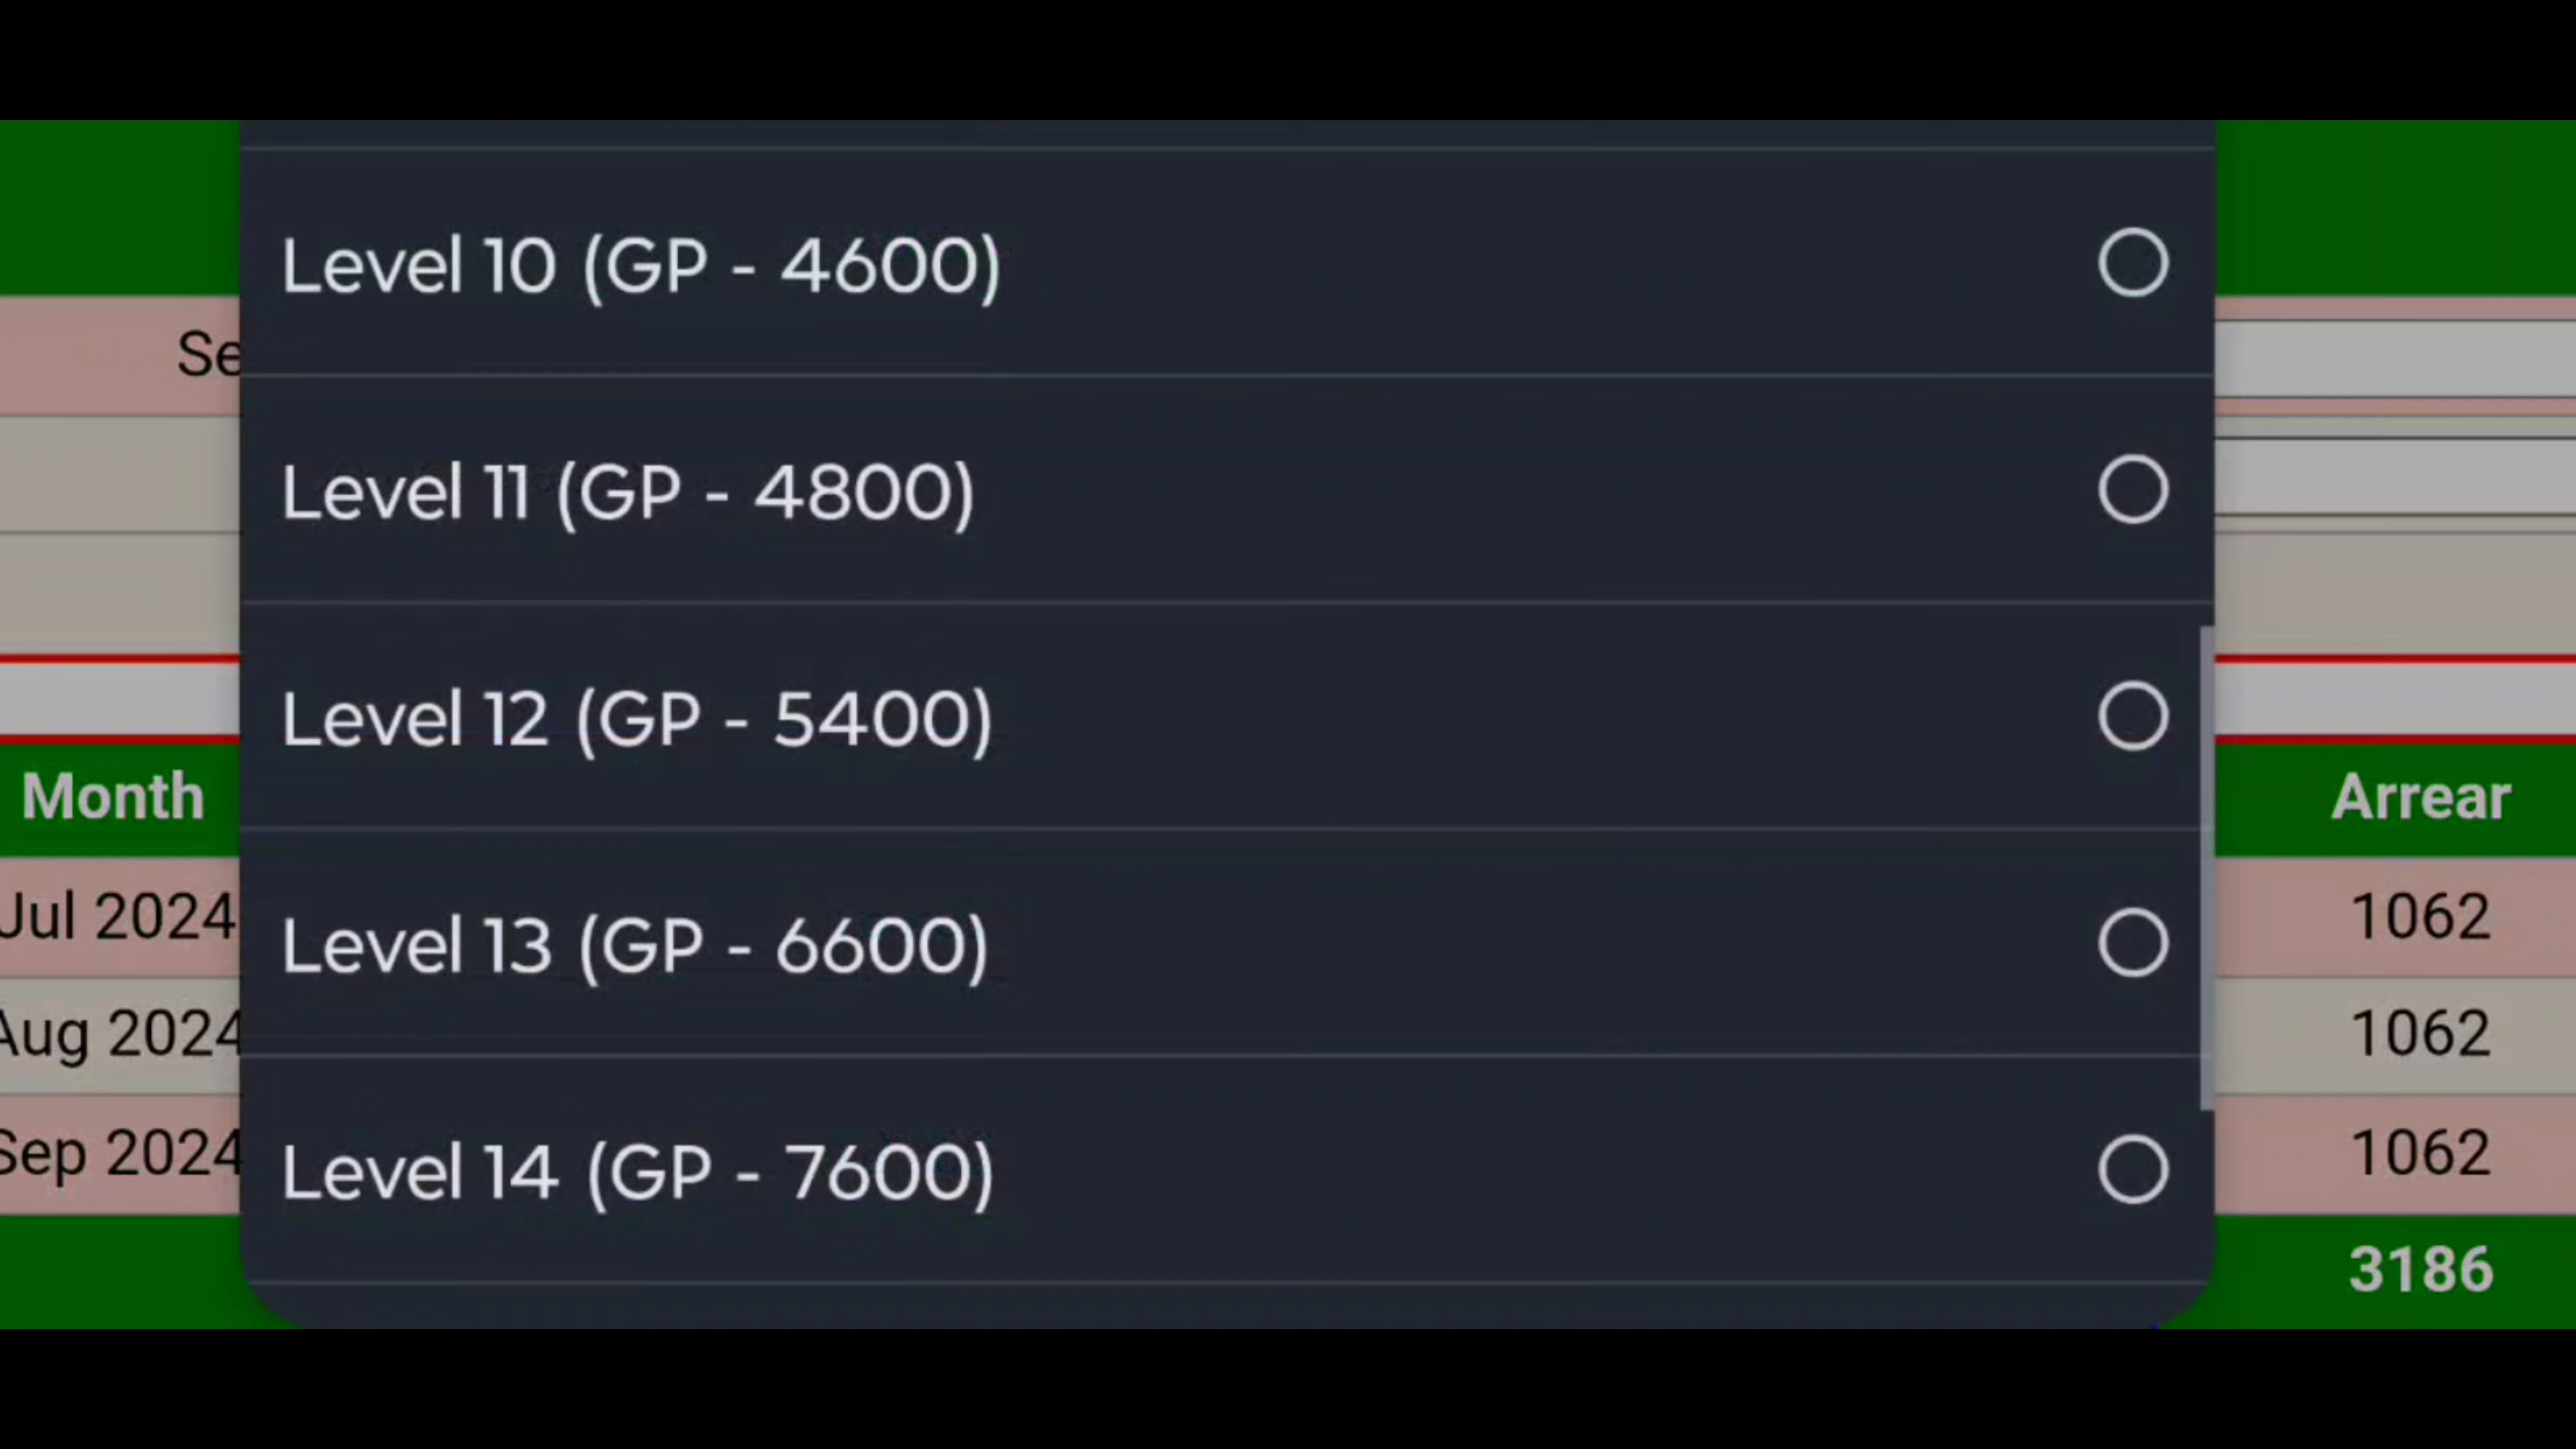 Level 10 (GP - 4600)
Se
Level 11 (GP - 4800)
Level 12 (GP - 5400)
Month
Arrear
Level 13 (GP - 6600)
Jul 2024
1062
Aug 2024
1062
Level 14 (GP - 7600)
Sep 2024
1062
3186